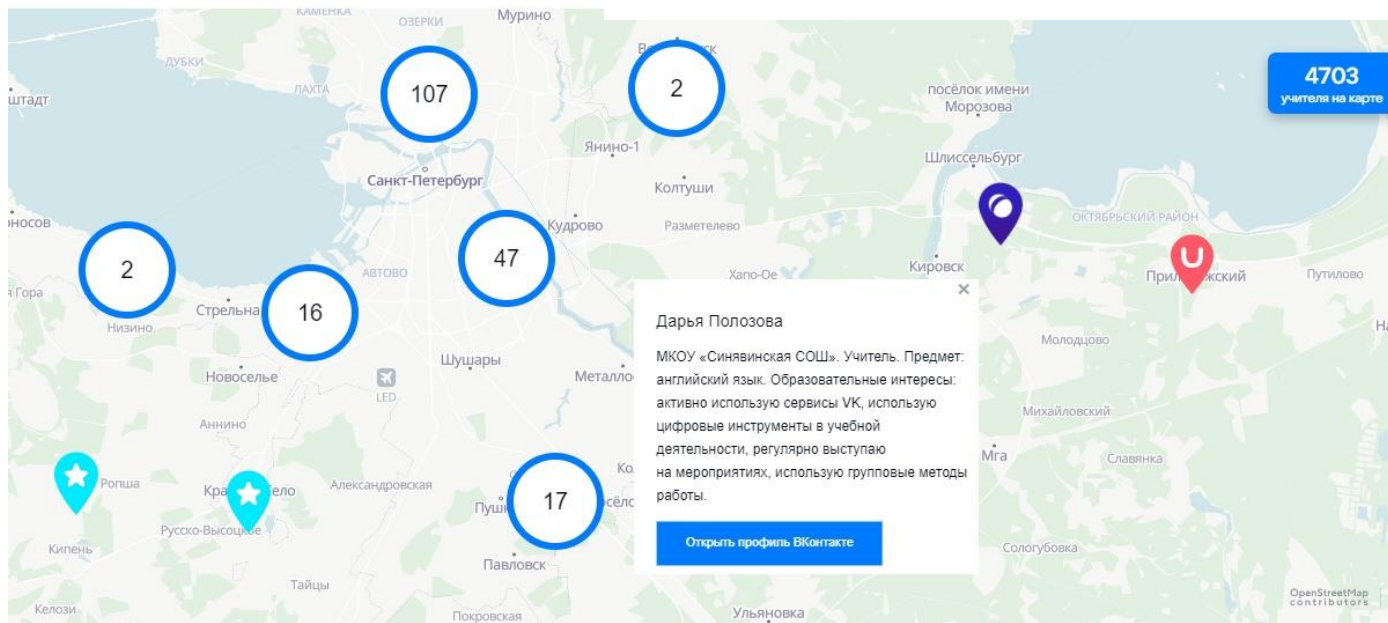 КАМЕНКА
ОЗЕРКИ
Мурино
ДУБКИ
ЛАХТА
107
2
посёлок имени
Морозова
4703
учителя на карте
Янино-1
Шлиссельбург
Санкт-Петербург
Колтуши
Кудрово
Разметелево
ОКТЯБРЬСКИЙ РАЙОН
2
АВТОВО
47
Хапо-Ое
Кировск
Путилово
Стрельна
16
Низино
Молодцово
Шушары
Новоселье
LED
Аннино
Михайловский
Дарья Полозова
МКОУ «Синявинская СОШ». Учитель. Предмет:
английский язык. Образовательные интересы:
активно использую сервисы VK, использую
цифровые инструменты в учебной
деятельности, регулярно выступаю
на мероприятиях, использую групповые методы
работы.
Открыть профиль ВКонтакте
Мга
Славянка
Ропша
Александровская
17
Русско-Высоцкое
Кипень
Павловск
Сологубовка
Тайцы
Келози
Покровская
Ульяновка
OpenStreetMap
contributors